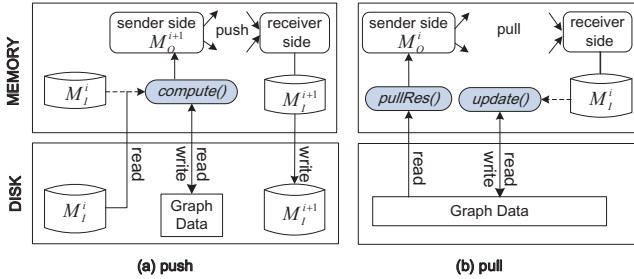 MEMORY
DISK
sender side
M_O^{i+1}
push
receiver
side
M_I^i
compute()
M_I^{i+1}
read
write
read
write
M_I^i
Graph
Data
M_I^{i+1}
(a) push
sender side
M_O^i
pull
receiver
side
pullRes()
update()
M_I^i
read
write
read
Graph Data
(b) pull